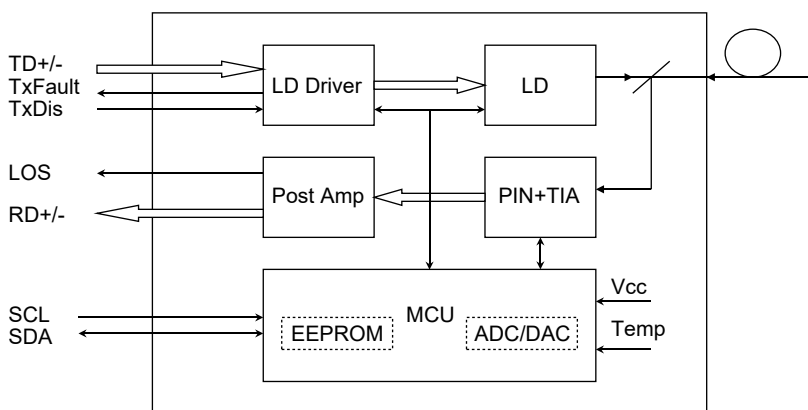 TD+/-
TxFault
TxDis
LD Driver
LD
LOS
RD+/-
Post Amp
PIN+TIA
SCL
SDA
MCU
EEPROM
ADC/DAC
Vcc
Temp